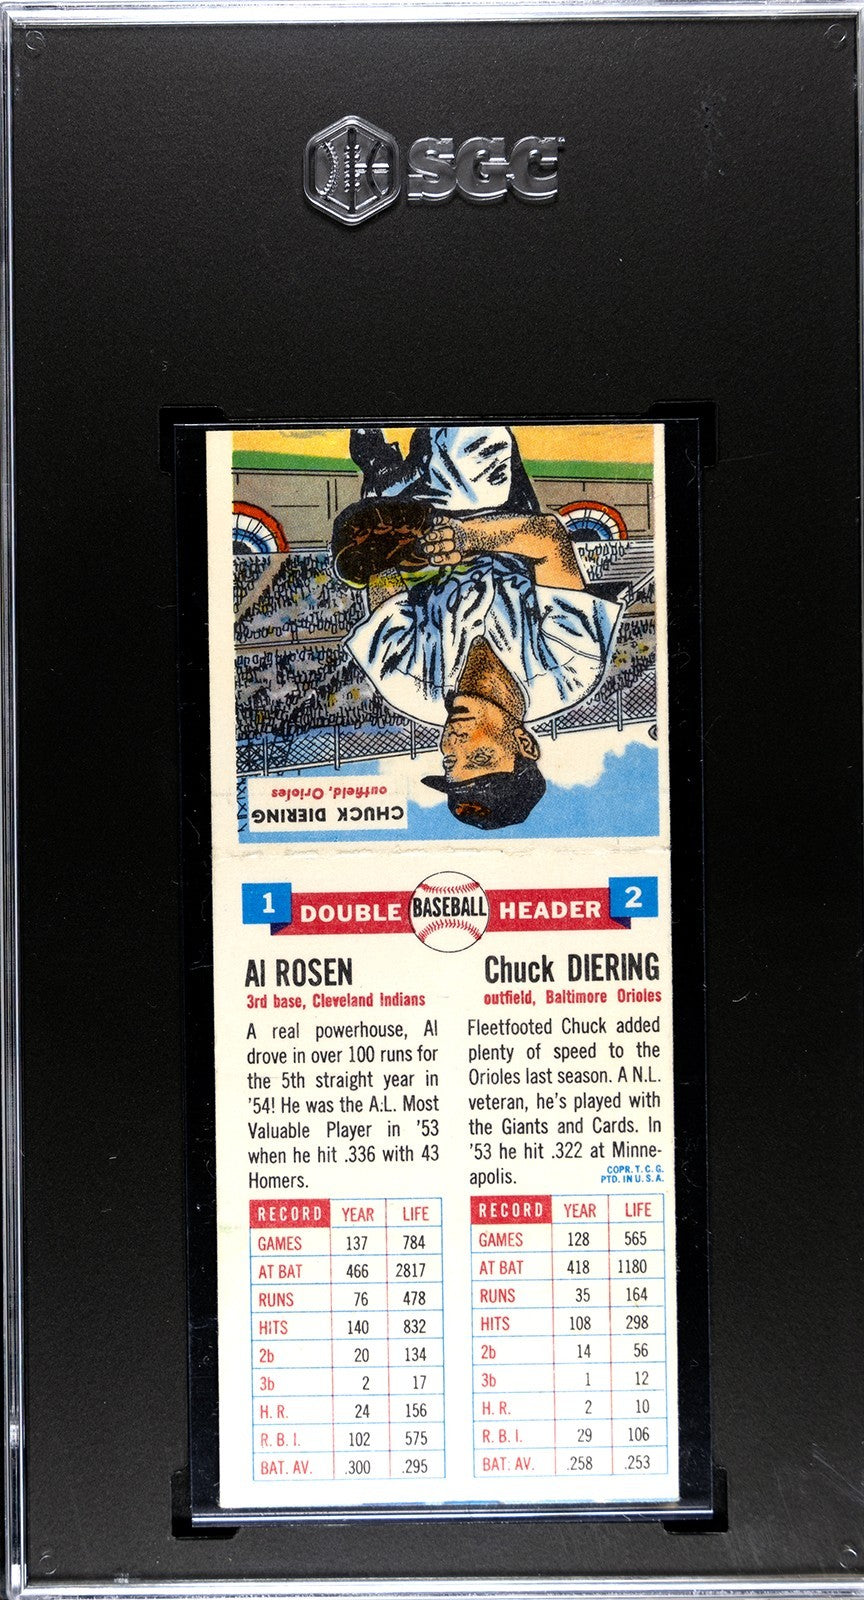 SGC
CHUCK DIERING
outfield, Orioles
1 DOUBLE BASEBALL HEADER 2
Al ROSEN
3rd base, Cleveland Indians
A real powerhouse, Al
drove in over 100 runs for
the 5th straight year in
'54! He was the A.L. Most
Valuable Player in '53
when he hit .336 with 43
Homers.
RECORD YEAR LIFE
GAMES 137 784
AT BAT 466 2817
RUNS 76 478
HITS 140 832
2b 20 134
3b 2 17
H. R. 24 156
R. B. I. 102 575
BAT. AV. .300 .295
Chuck DIERING
outfield, Baltimore Orioles
Fleetfooted Chuck added
plenty of speed to the
Orioles last season. A N.L.
veteran, he's played with
the Giants and Cards. In
'53 he hit .322 at Minne-
apolis.
COPR. T. C. G.
PTD. IN U. S. A.
RECORD YEAR LIFE
GAMES 128 565
AT BAT 418 1180
RUNS 35 164
HITS 108 298
2b 14 56
3b 1 12
H. R. 2 10
R. B. I. 29 106
BAT. AV. .258 .253